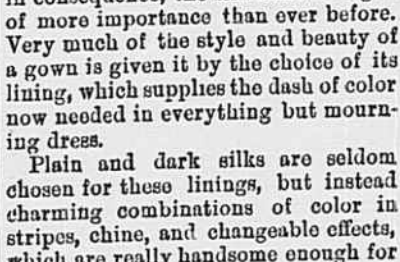 of more importance than ever before.
Very much of the style and beauty of
a gown is given it by the choice of its
lining, which supplies the dash of color
now needed in everything but mourn-
ing dress.
Plain and dark silks are seldom
chosen for these linings, but instead
charming combinations of color in
stripes, chine, and changeable effects,
which are really handsome enough for